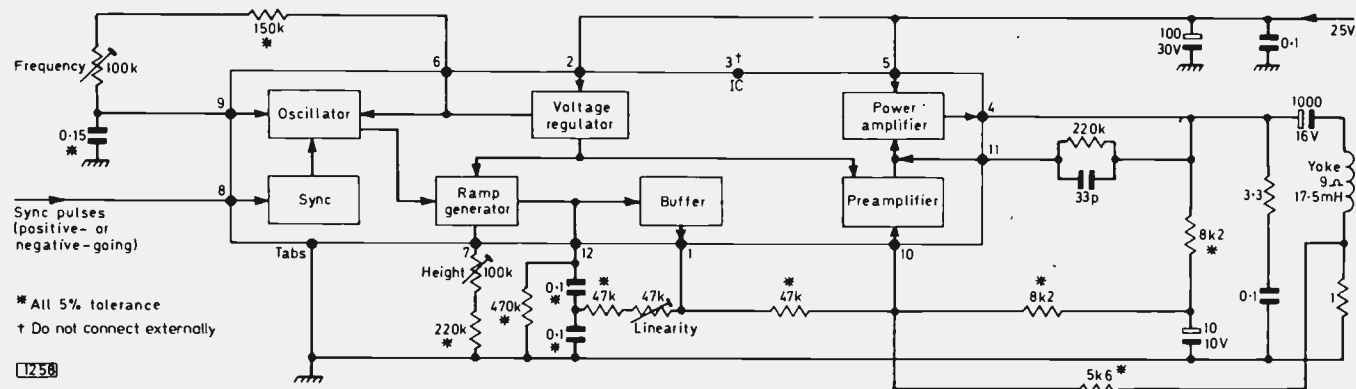 150k
*
Frequency
100k
6
2
3†
IC
5
100
30V
0·1
25V
9
Oscillator
Voltage
regulator
Power
amplifier
4
1000
16V
0·15
*
11
220k
33p
Yoke
9Ω
17·5mH
8
Sync
Ramp
generator
Buffer
Preamplifier
3·3
8k2
*
Sync pulses
(positive- or
negative-going)
Tabs
7
12
1
10
Height
100k
470k
*
0·1
*
*
47k
47k
Linearity
*
47k
*
8k2
0·1
1
* All 5% tolerance
† Do not connect externally
220k
*
0·1
*
10
10V
1256
5k6*